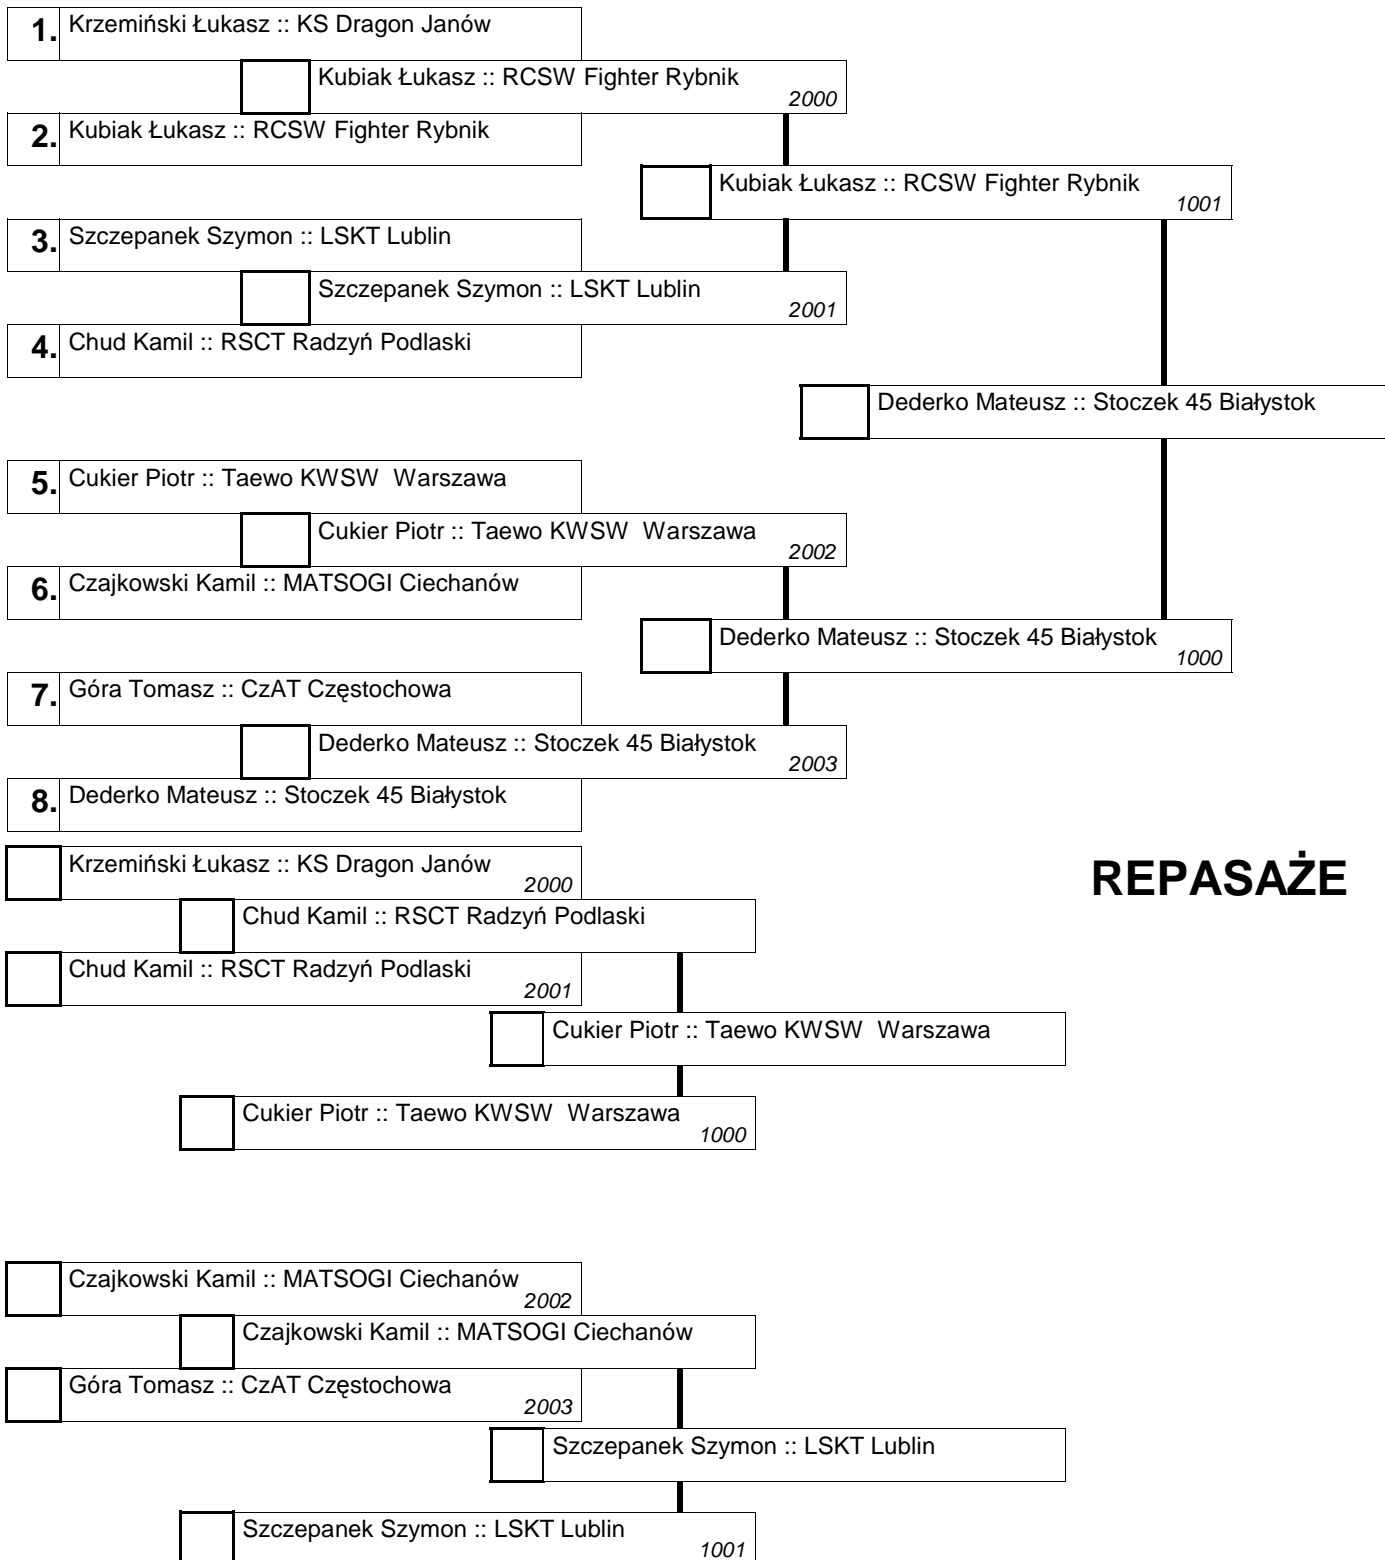 1. Krzemiński Łukasz :: KS Dragon Janów
Kubiak Łukasz :: RCSW Fighter Rybnik
2000
2. Kubiak Łukasz :: RCSW Fighter Rybnik
Kubiak Łukasz :: RCSW Fighter Rybnik
1001
3. Szczepanek Szymon :: LSKT Lublin
Szczepanek Szymon :: LSKT Lublin
2001
4. Chud Kamil :: RSCT Radzyń Podlaski
Dederko Mateusz :: Stoczek 45 Białystok
5. Cukier Piotr :: Taewo KWSW Warszawa
Cukier Piotr :: Taewo KWSW Warszawa
2002
6. Czajkowski Kamil :: MATSOGI Ciechanów
Dederko Mateusz :: Stoczek 45 Białystok
1000
7. Góra Tomasz :: CzAT Częstochowa
Dederko Mateusz :: Stoczek 45 Białystok
2003
8. Dederko Mateusz :: Stoczek 45 Białystok
REPASAŻE
Krzemiński Łukasz :: KS Dragon Janów
2000
Chud Kamil :: RSCT Radzyń Podlaski
Chud Kamil :: RSCT Radzyń Podlaski
2001
Cukier Piotr :: Taewo KWSW Warszawa
Cukier Piotr :: Taewo KWSW Warszawa
1000
Czajkowski Kamil :: MATSOGI Ciechanów
2002
Czajkowski Kamil :: MATSOGI Ciechanów
Góra Tomasz :: CzAT Częstochowa
2003
Szczepanek Szymon :: LSKT Lublin
Szczepanek Szymon :: LSKT Lublin
1001